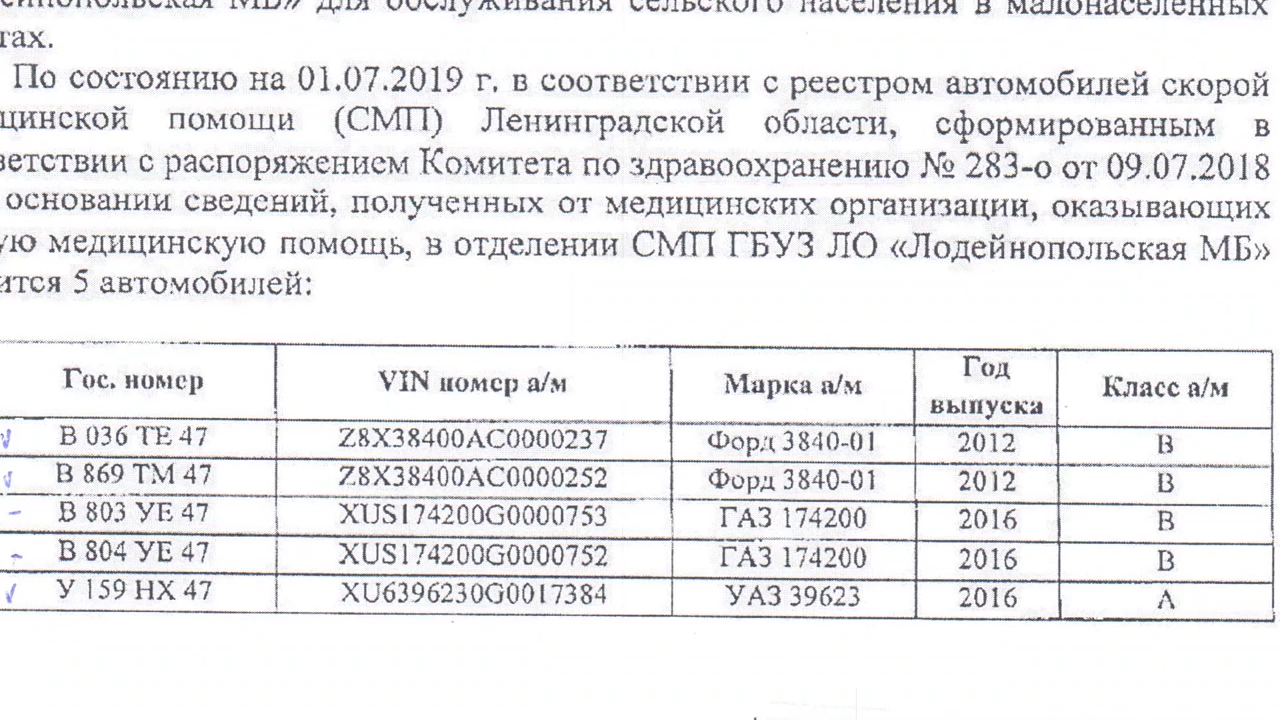 ейнопольская МБ» для обслуживания сельского населения в малонаселенных
тах.
По состоянию на 01.07.2019 г. в соответствии с реестром автомобилей скорой
цинской помощи (СМП) Ленинградской области, сформированным в
ветствии с распоряжением Комитета по здравоохранению № 283-о от 09.07.2018
основании сведений, полученных от медицинских организации, оказывающих
ую медицинскую помощь, в отделении СМП ГБУЗ ЛО «Лодейнопольская МБ»
ится 5 автомобилей:
Гос. номер VIN номер а/м Марка а/м Год выпуска Класс а/м
В 036 ТЕ 47 Z8X38400AC0000237 Форд 3840-01 2012 В
В 869 ТМ 47 Z8X38400AC0000252 Форд 3840-01 2012 В
В 803 УЕ 47 XUS174200G0000753 ГАЗ 174200 2016 В
В 804 УЕ 47 XUS174200G0000752 ГАЗ 174200 2016 В
У 159 НХ 47 XU6396230G0017384 УАЗ 39623 2016 А